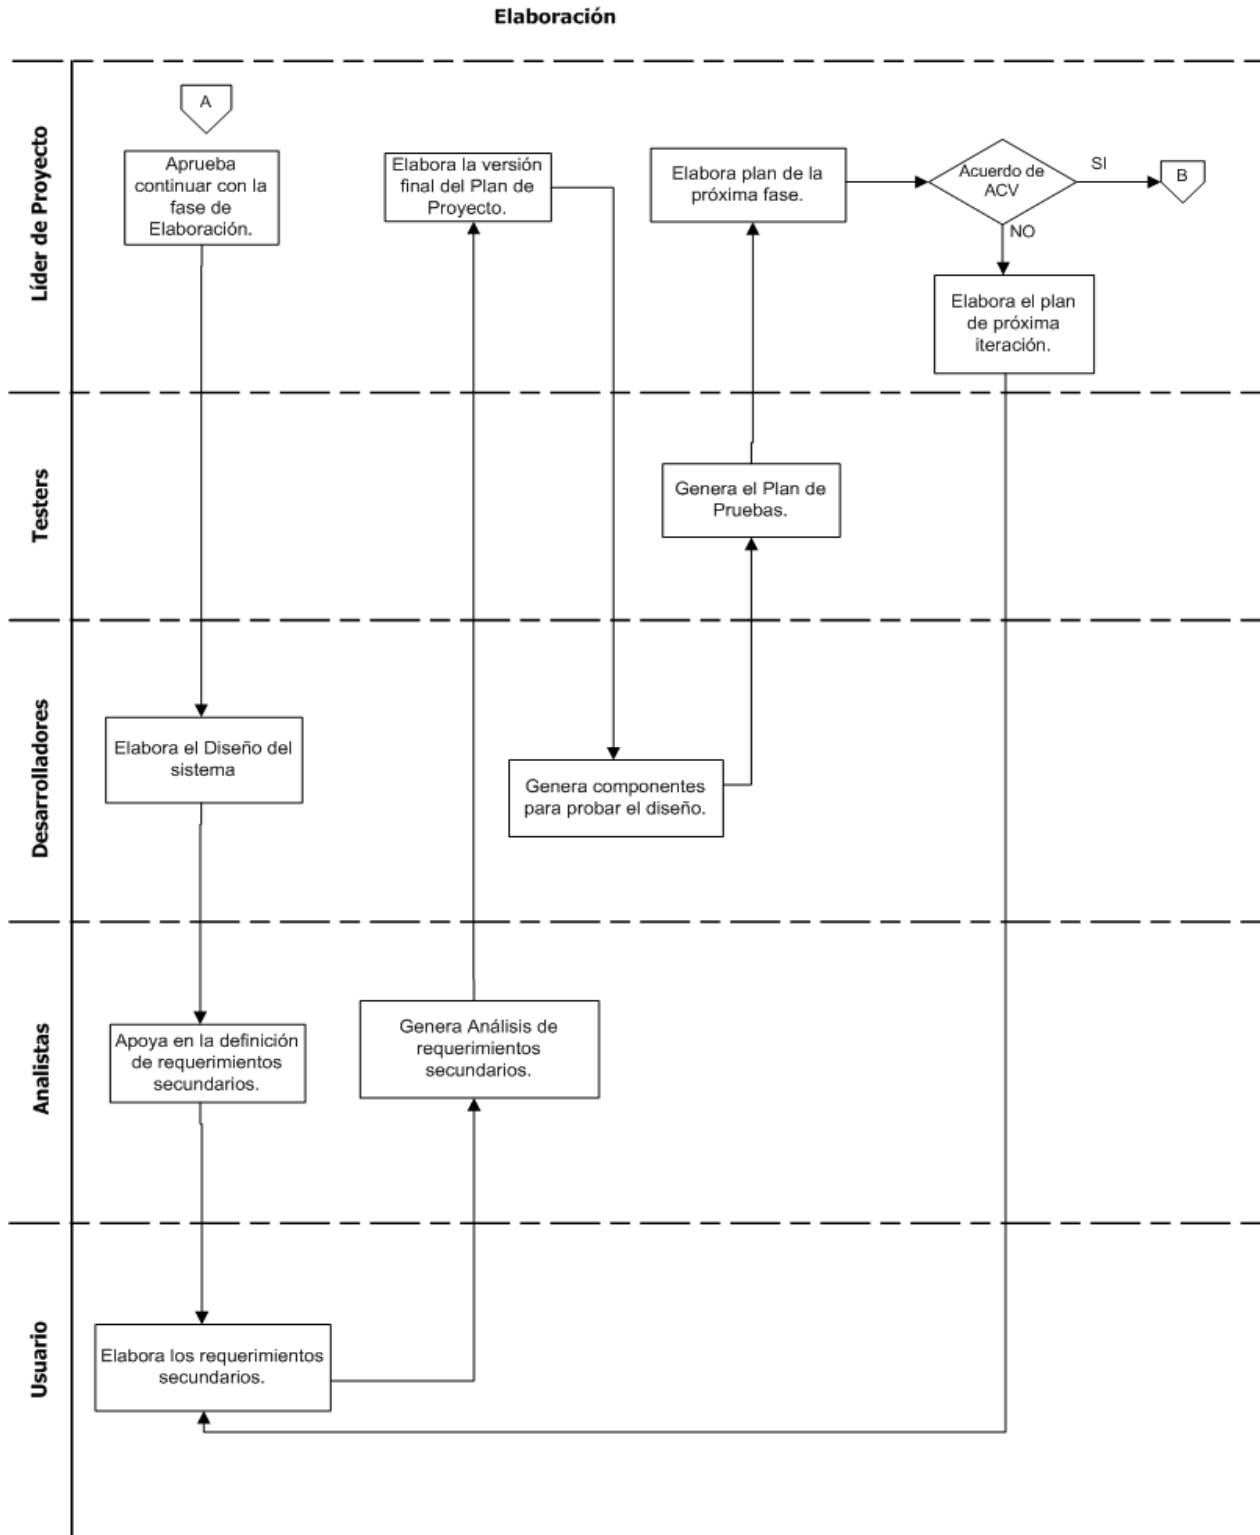 Elaboración
Líder de Proyecto
A
Aprueba
continuar con la
fase de
Elaboración.
Elabora la versión
final del Plan de
Proyecto.
Elabora plan de la
próxima fase.
Acuerdo de
ACV
SI
B
NO
Elabora el plan
de próxima
iteración.
Testers
Genera el Plan de
Pruebas.
Desarrolladores
Elabora el Diseño del
sistema
Genera componentes
para probar el diseño.
Analistas
Apoya en la definición
de requerimientos
secundarios.
Genera Análisis de
requerimientos
secundarios.
Usuario
Elabora los requerimientos
secundarios.